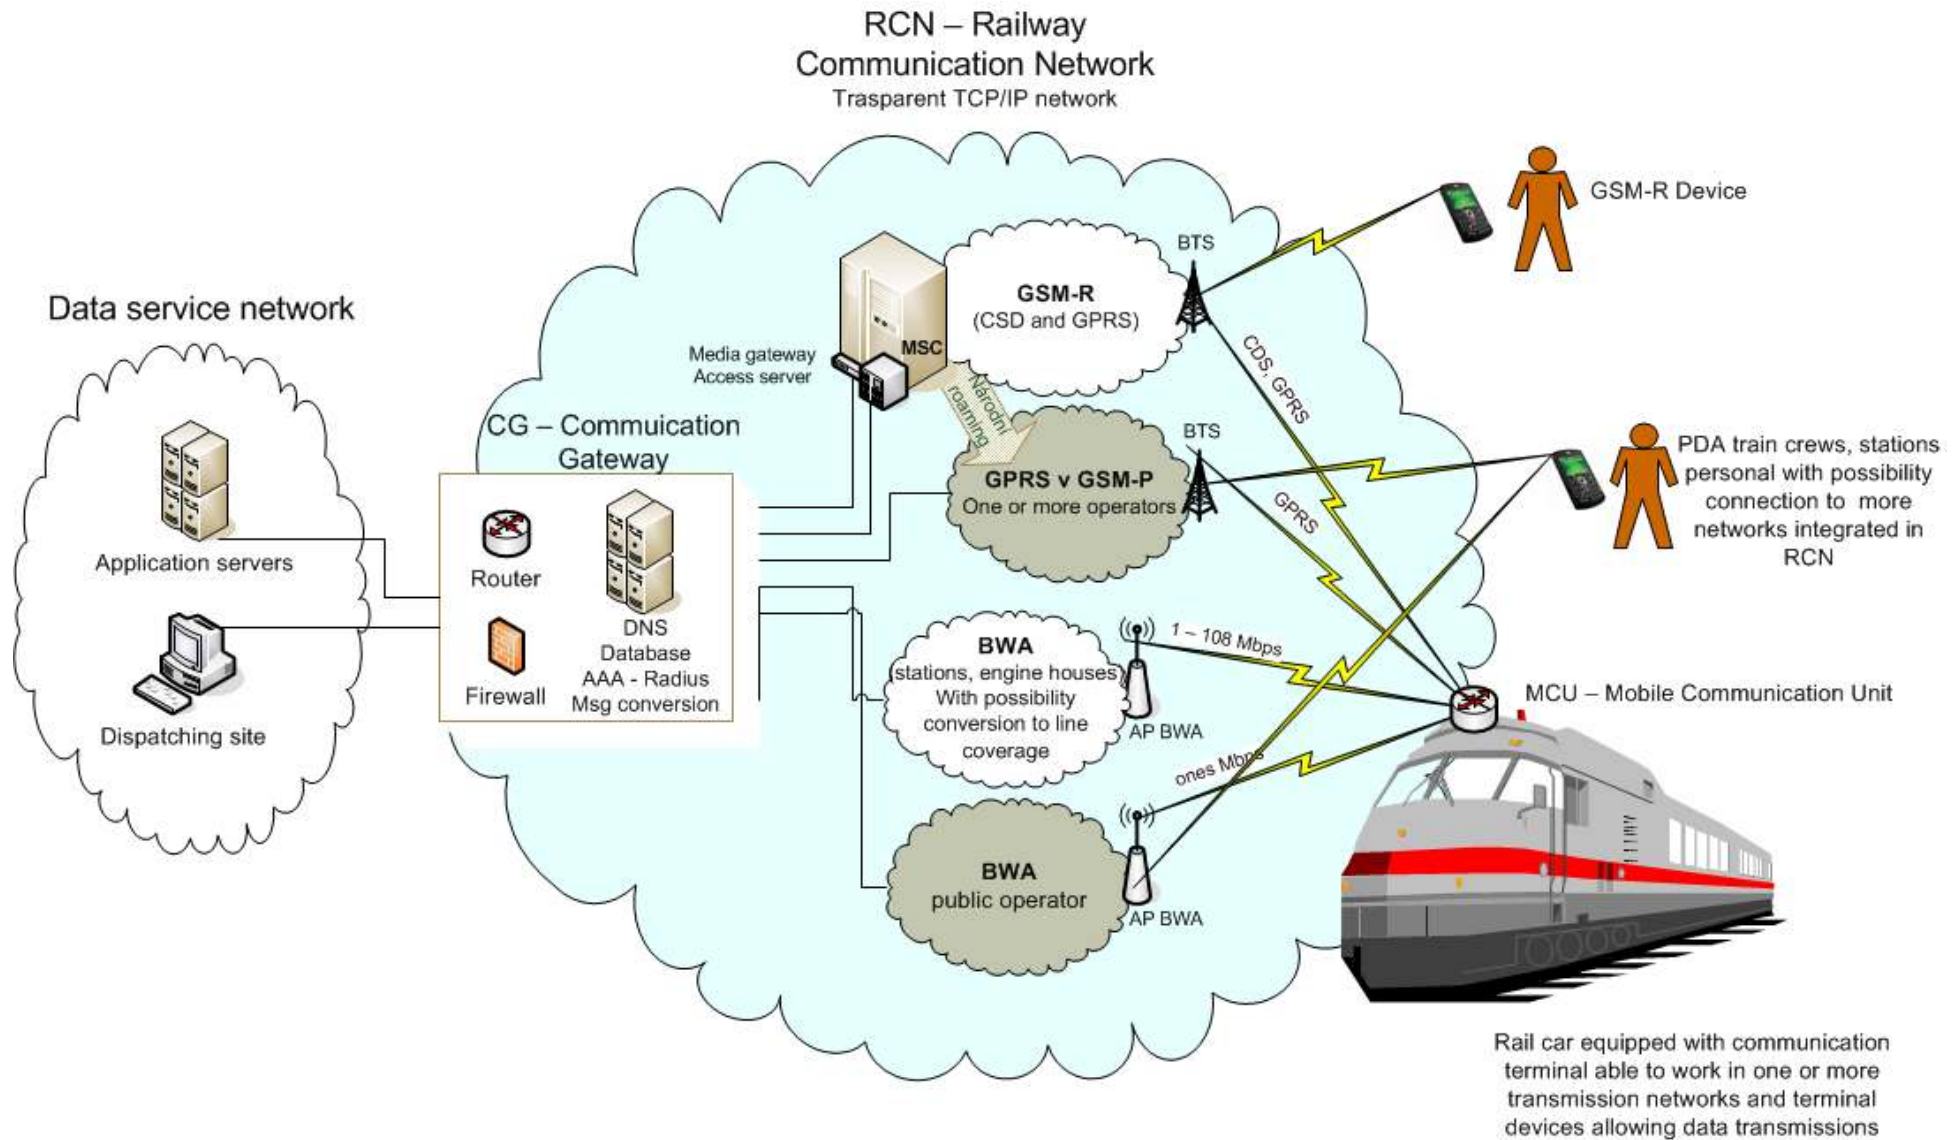 RCN – Railway
Communication Network
Trasparent TCP/IP network
GSM-R Device
BTS
GSM-R
(CSD and GPRS)
Data service network
MSC
Media gateway
Access server
CDS, GPRS
Národní
roaming
CG – Commuication
Gateway
BTS
PDA train crews, stations
personal with possibility
connection to more
networks integrated in
RCN
GPRS v GSM-P
One or more operators
GPRS
Application servers
Router
DNS
Database
AAA - Radius
Msg conversion
Firewall
Dispatching site
BWA
stations, engine houses
With possibility
conversion to line
coverage
1 – 108 Mbps
AP BWA
MCU – Mobile Communication Unit
ones Mbps
BWA
public operator
AP BWA
Rail car equipped with communication
terminal able to work in one or more
transmission networks and terminal
devices allowing data transmissions